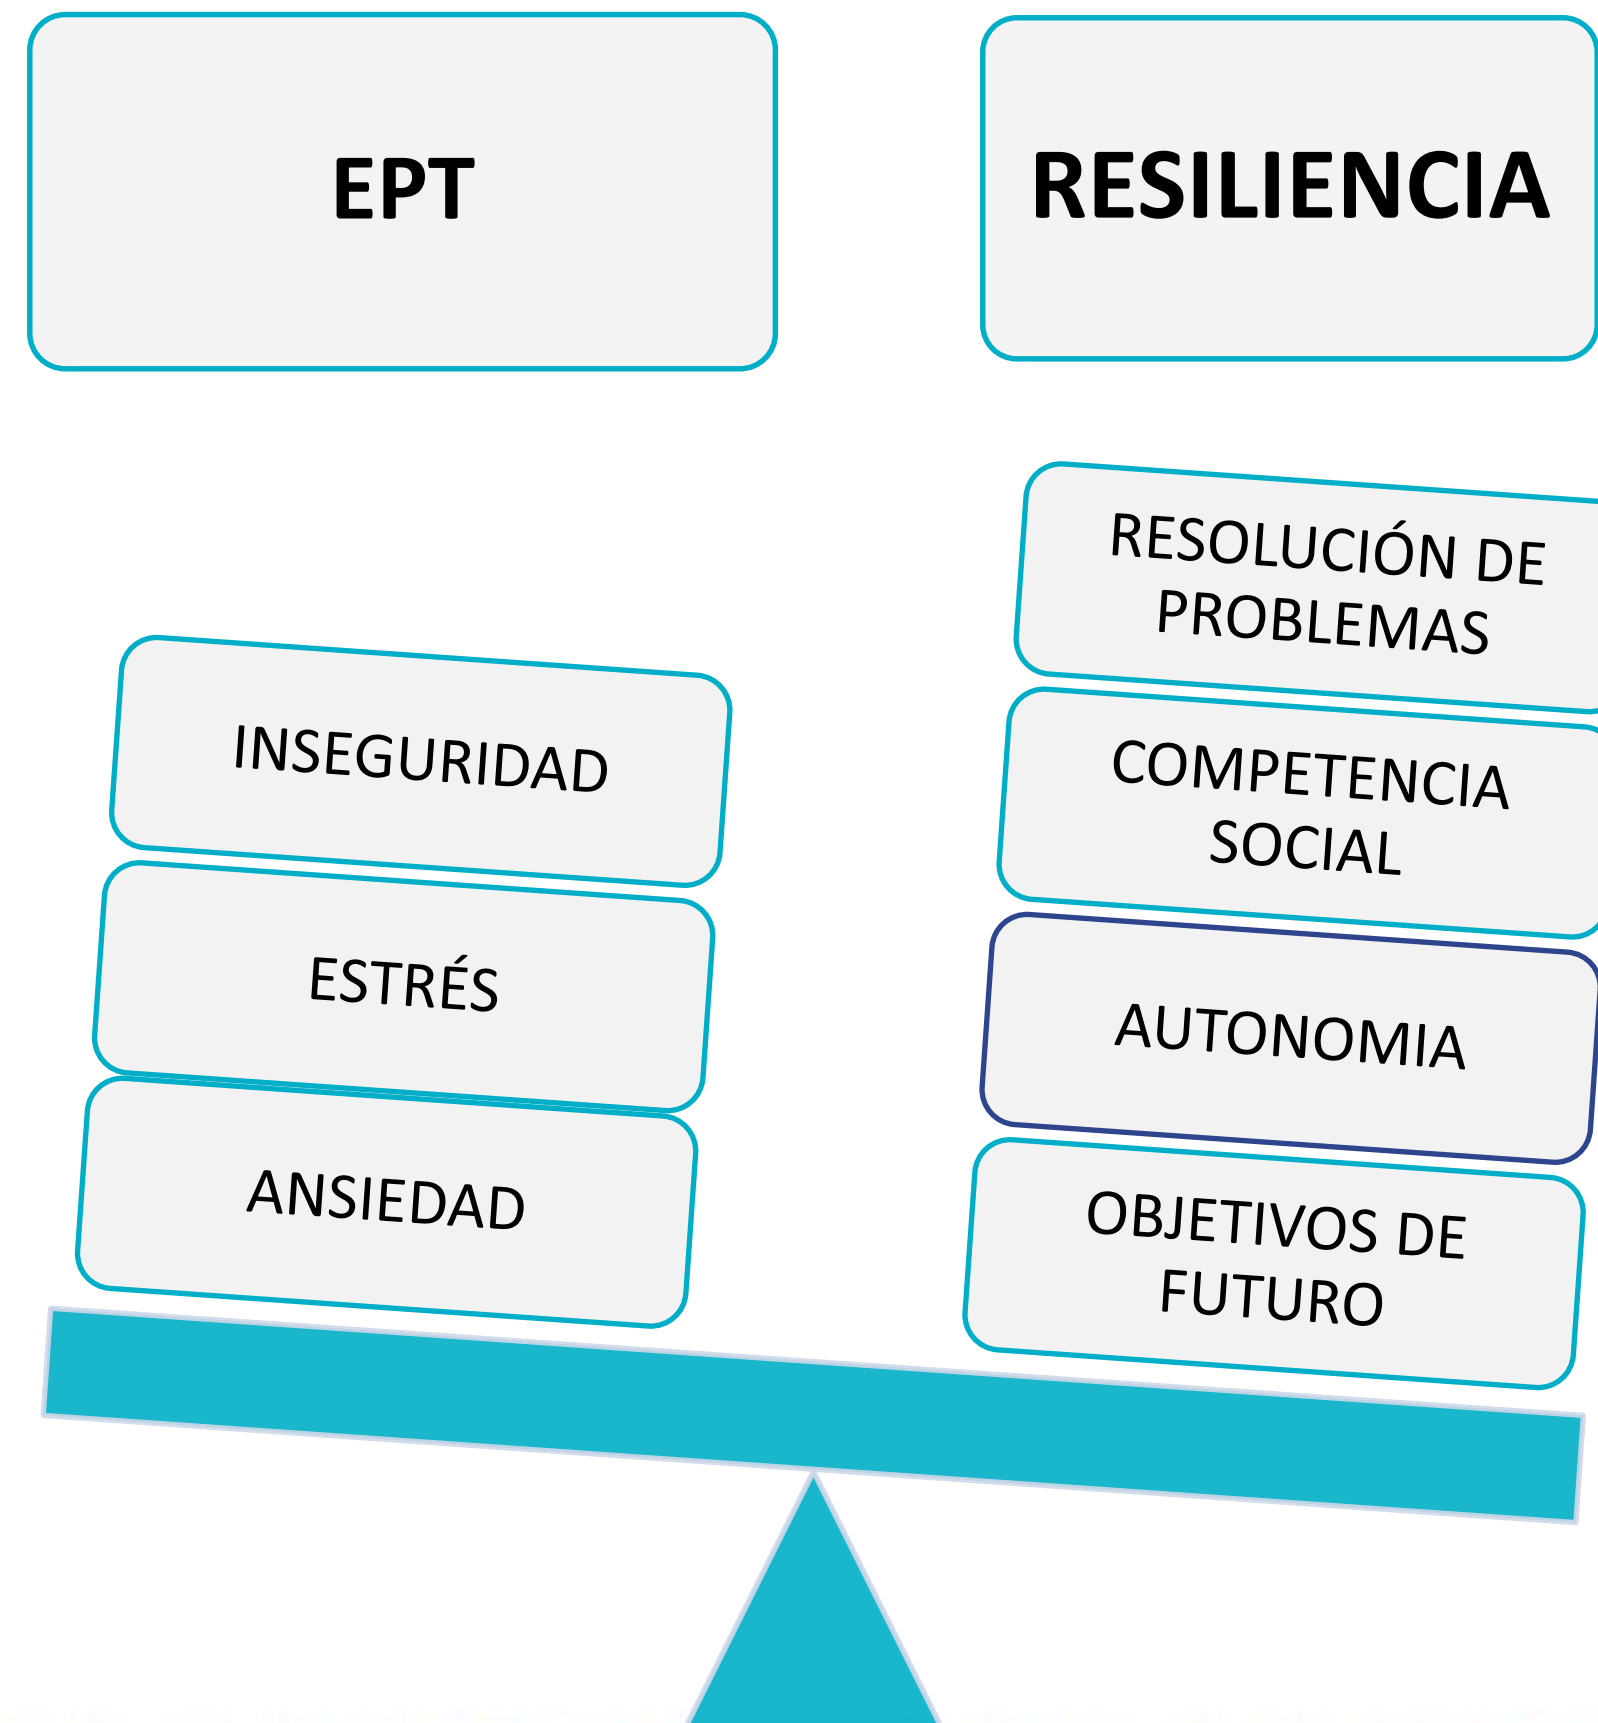 EPT
RESILIENCIA
INSEGURIDAD
ESTRÉS
ANSIEDAD
RESOLUCIÓN DE
PROBLEMAS
COMPETENCIA
SOCIAL
AUTONOMIA
OBJETIVOS DE
FUTURO